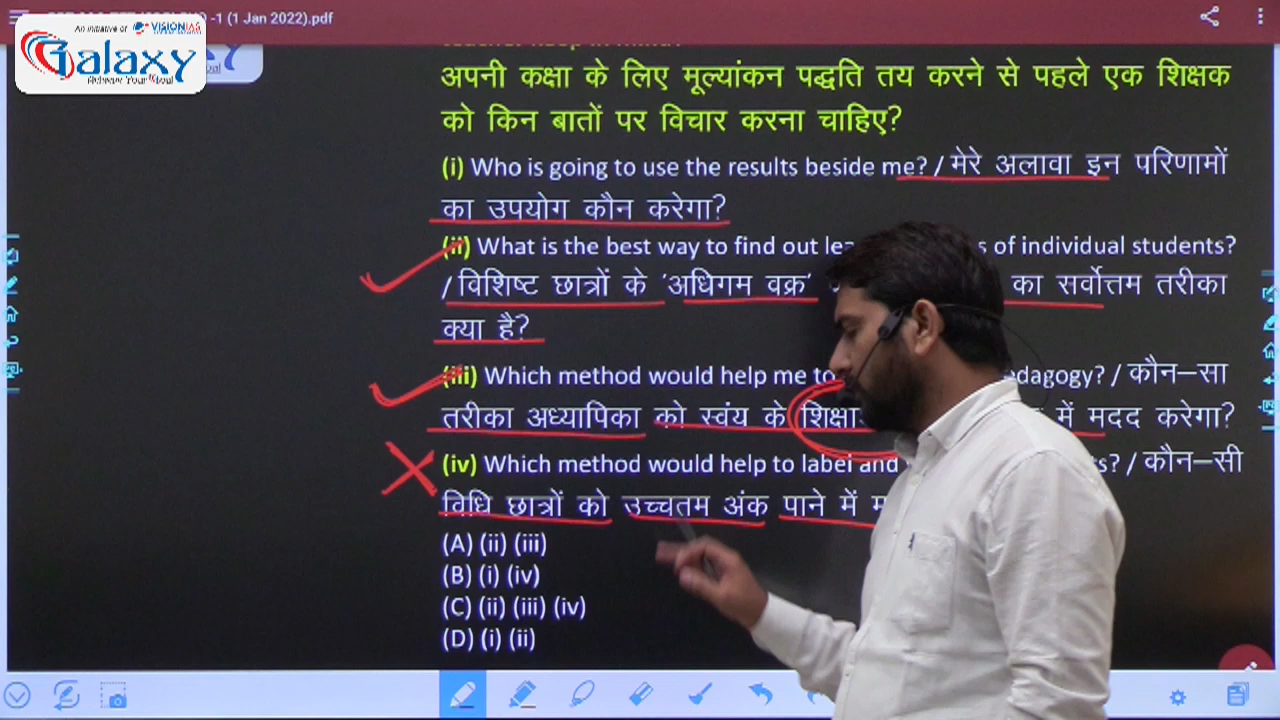 -1 (1 Jan 2022).pdf
An initiative of VISIONIAS
Galaxy
Achieve Your Goal
अपनी कक्षा के लिए मूल्यांकन पद्धति तय करने से पहले एक शिक्षक
को किन बातों पर विचार करना चाहिए?
(i) Who is going to use the results beside me? / मेरे अलावा इन परिणामों
का उपयोग कौन करेगा?
(ii) What is the best way to find out of individual students?
/ विशिष्ट छात्रों के ‘अधिगम वक्र’ का सर्वोत्तम तरीका
क्या है?
(iii) Which method would help me to / कौन–सा
तरीका अध्यापिका को स्वंय के में मदद करेगा?
(iv) Which method would help to label and / कौन–सी
विधि छात्रों को उच्चतम अंक पाने में
(A) (ii) (iii)
(B) (i) (iv)
(C) (ii) (iii) (iv)
(D) (i) (ii)